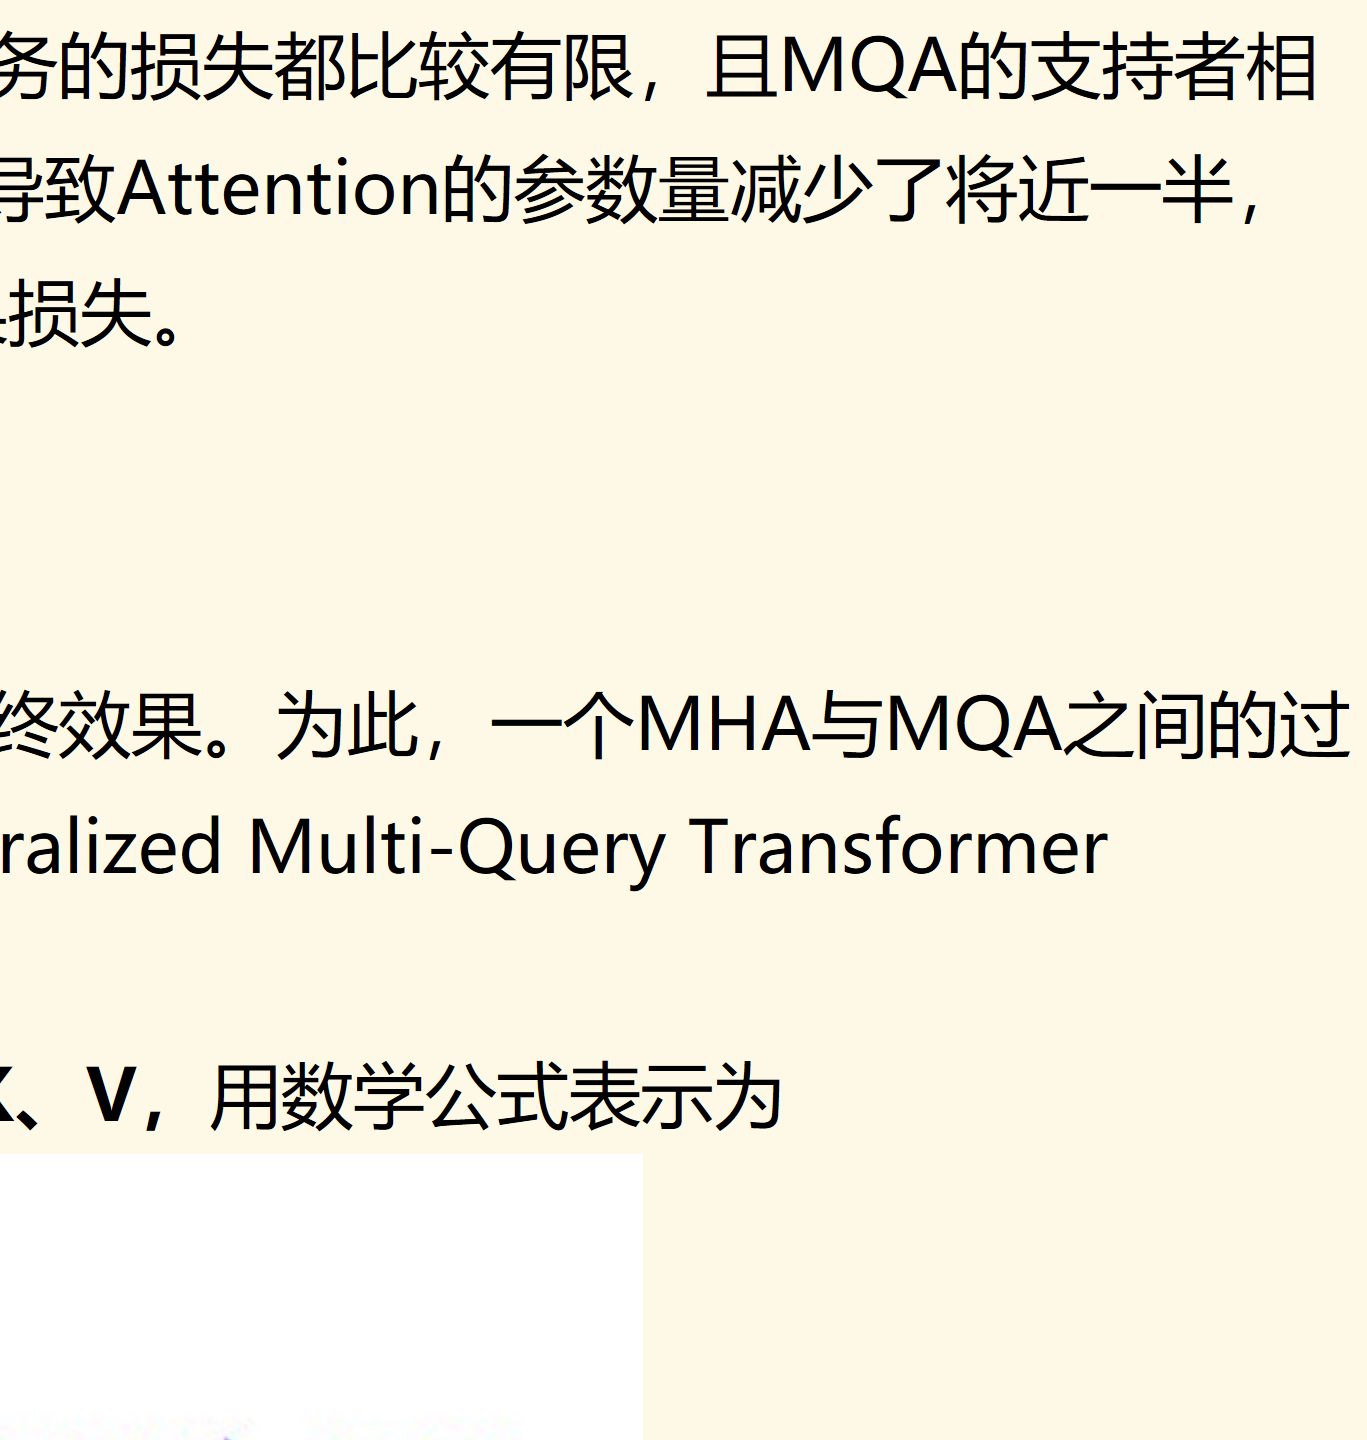 务的损失都比较有限，且MQA的支持者相
导致Attention的参数量减少了将近一半，
损失。
终效果。为此，一个MHA与MQA之间的过
ralized Multi-Query Transformer
K、V，用数学公式表示为